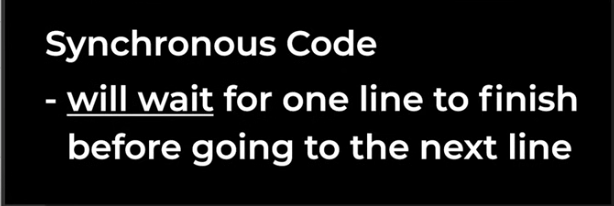 Synchronous Code
- will wait for one line to finish
before going to the next line